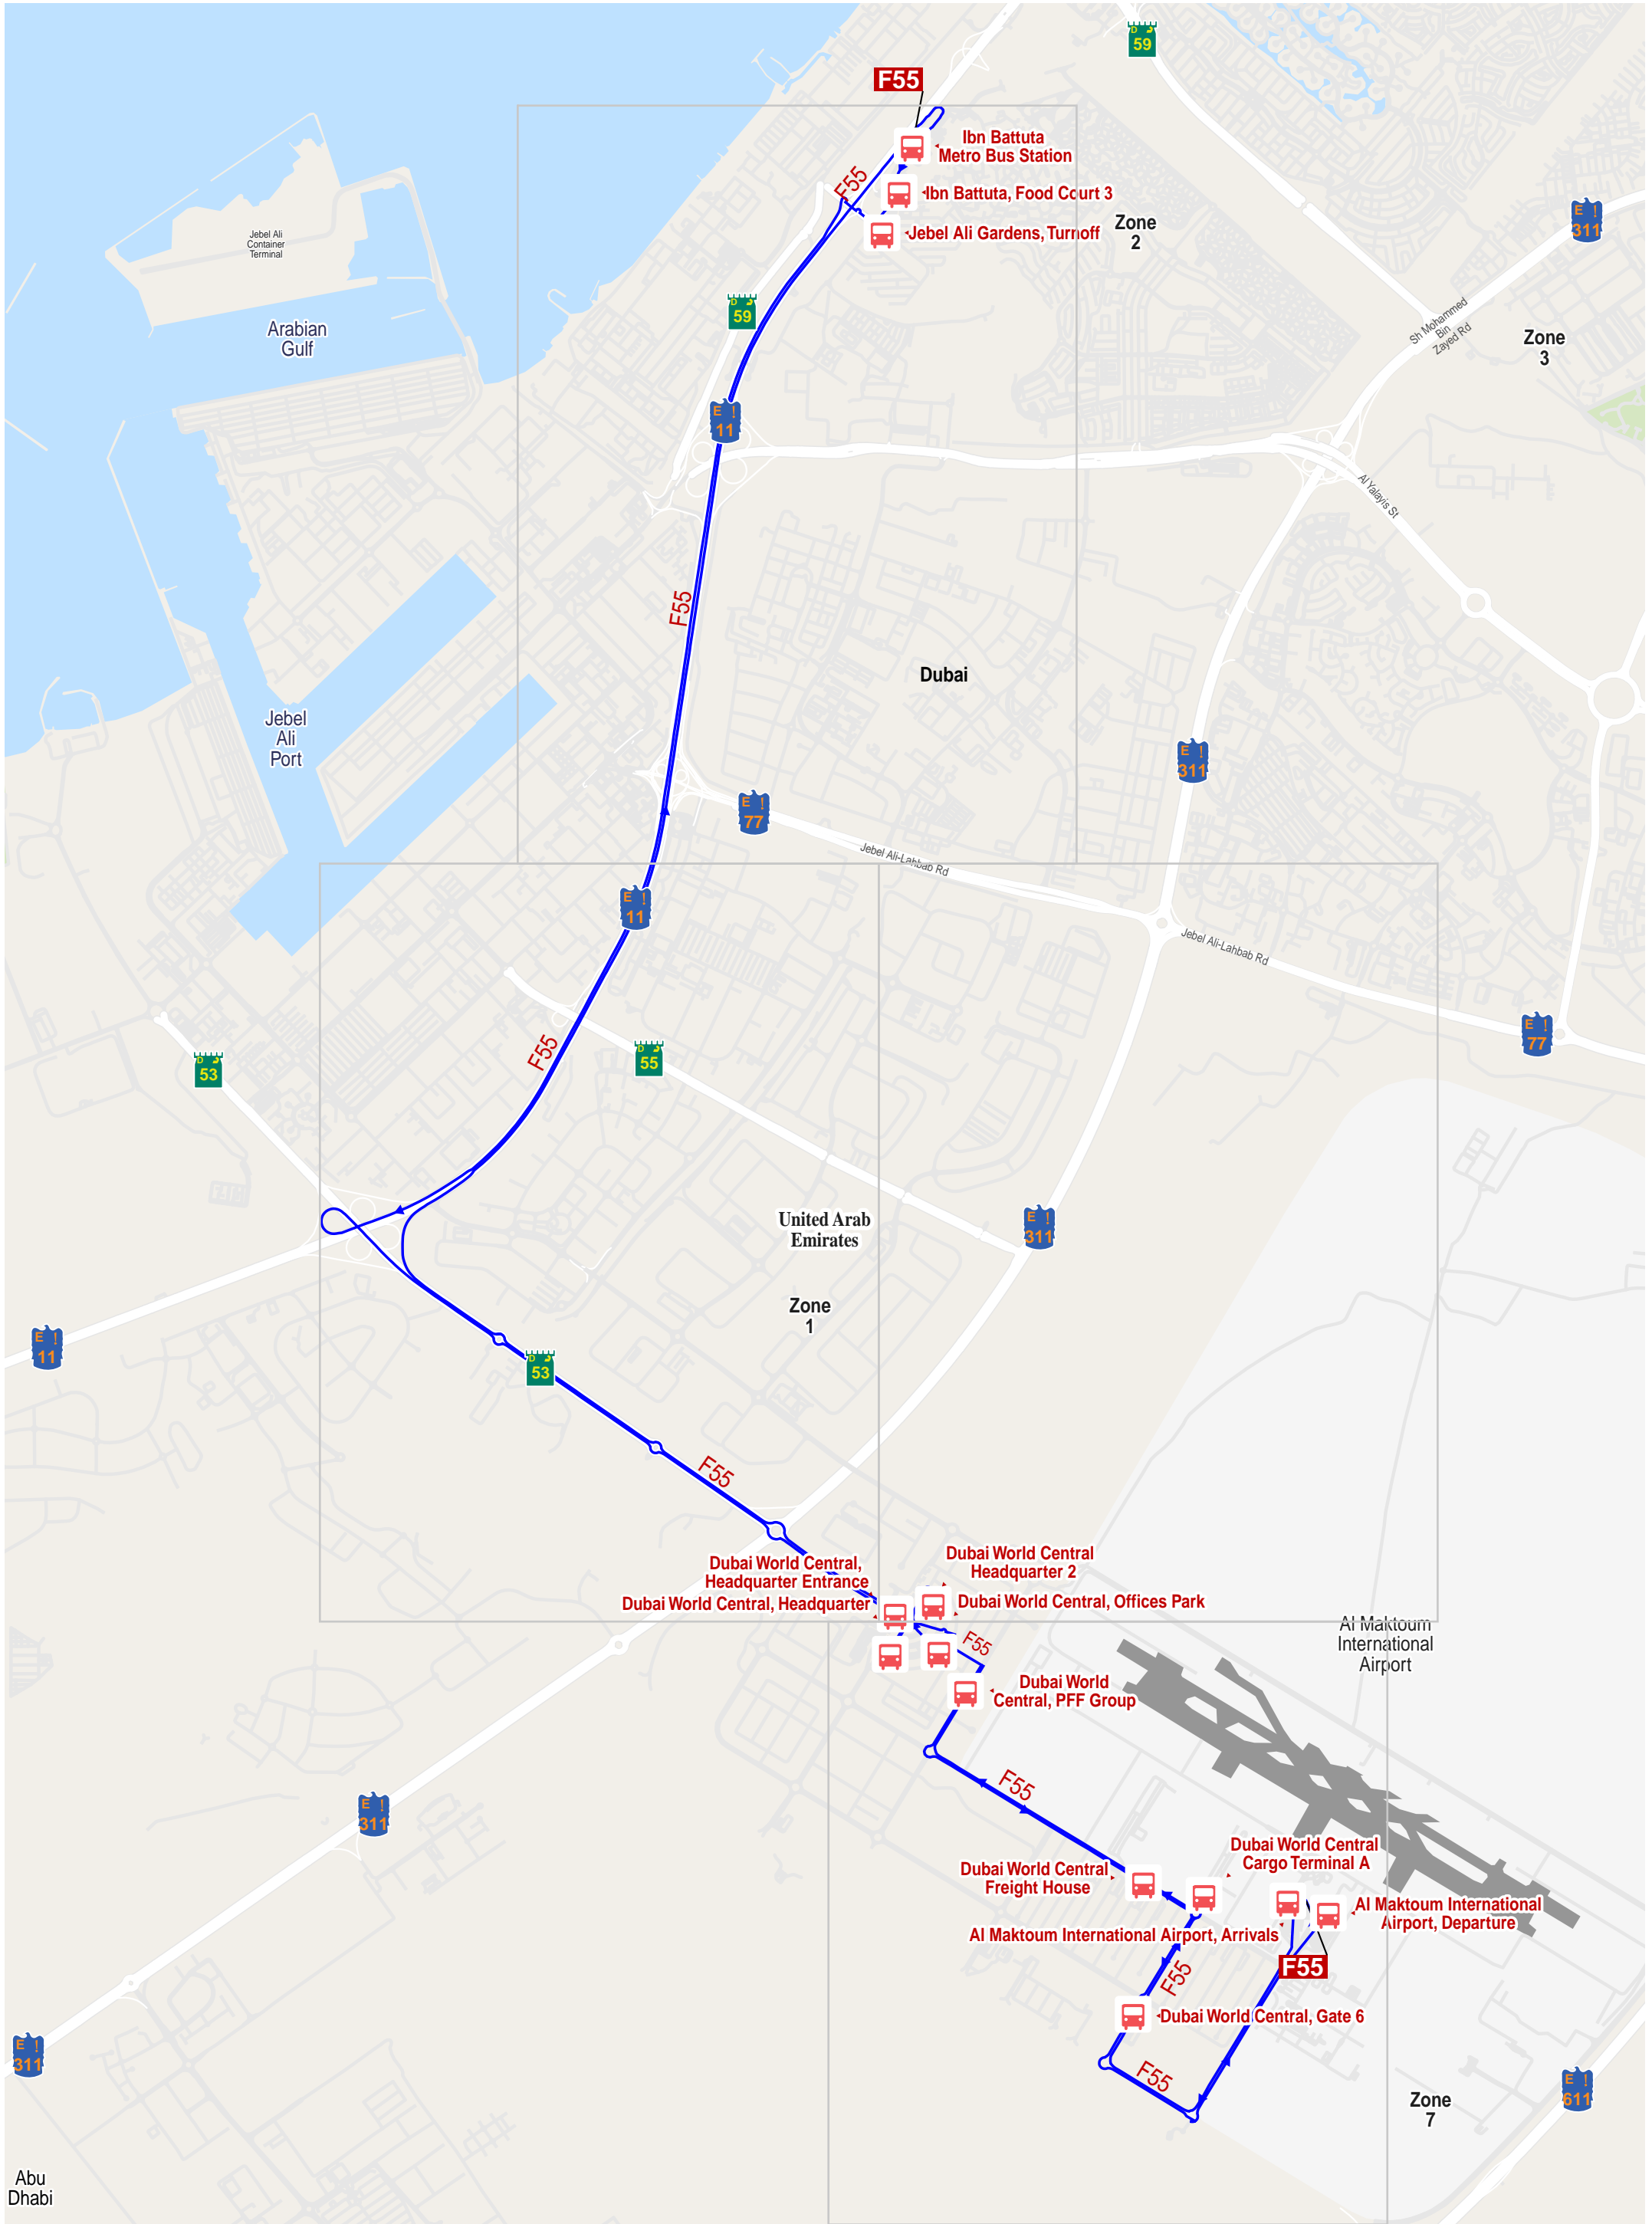 59
F55
Ibn Battuta
Metro Bus Station
F55
Ibn Battuta, Food Court 3
Jebel Ali Gardens, Turnoff
Zone
2
E
311
Jebel Ali
Container
Terminal
Arabian
Gulf
59
Sh Mohammed
Bin
Zayed Rd
Zone
3
E
11
Al Yalayis St
F55
Dubai
Jebel
Ali
Port
E
311
E
77
Jebel Ali-Lahbab Rd
E
11
Jebel Ali-Lahbab Rd
E
77
F55
53
55
United Arab
Emirates
E
311
Zone
1
E
11
53
F55
Dubai World Central,
Headquarter Entrance
Dubai World Central
Headquarter 2
Dubai World Central, Headquarter
Dubai World Central, Offices Park
F55
Al Maktoum
International
Airport
Dubai World
Central, PFF Group
F55
E
311
Dubai World Central
Cargo Terminal A
Dubai World Central
Freight House
Al Maktoum International
Airport, Departure
Al Maktoum International Airport, Arrivals
F55
F55
Dubai World Central, Gate 6
E
311
F55
E
611
Zone
7
Abu
Dhabi